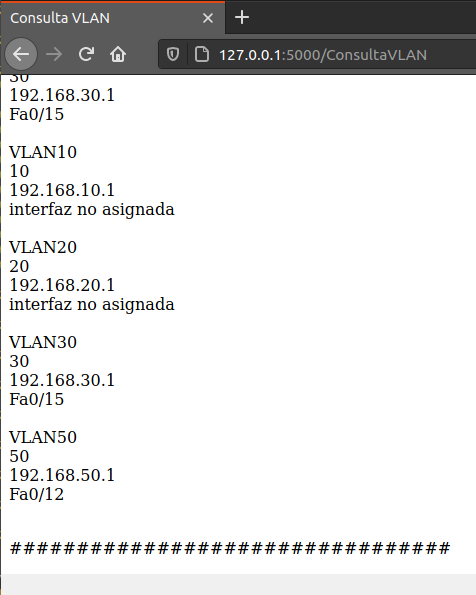 Consulta VLAN
127.0.0.1:5000/ConsultaVLAN
30
192.168.30.1
Fa0/15
VLAN10
10
192.168.10.1
interfaz no asignada
VLAN20
20
192.168.20.1
interfaz no asignada
VLAN30
30
192.168.30.1
Fa0/15
VLAN50
50
192.168.50.1
Fa0/12
#################################